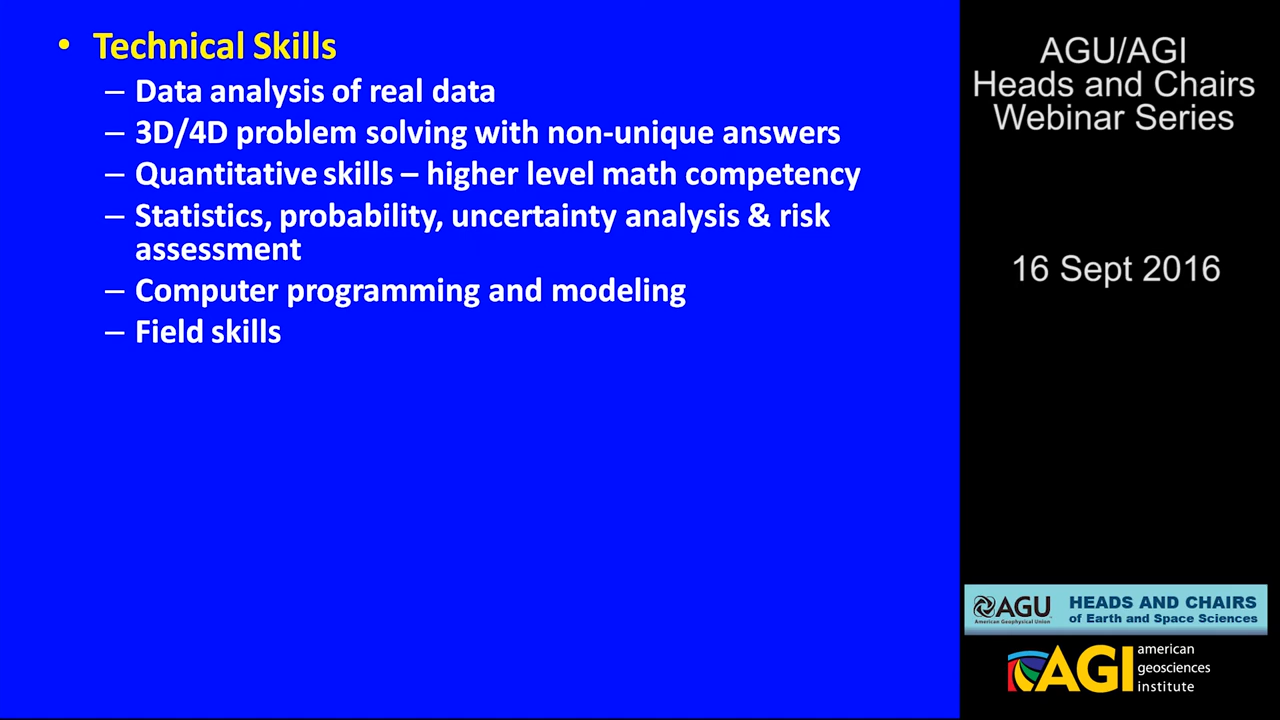 • Technical Skills
– Data analysis of real data
– 3D/4D problem solving with non-unique answers
– Quantitative skills – higher level math competency
– Statistics, probability, uncertainty analysis & risk
assessment
– Computer programming and modeling
– Field skills
AGU/AGI
Heads and Chairs
Webinar Series
16 Sept 2016
AGU
American Geophysical Union
HEADS AND CHAIRS
of Earth and Space Sciences
AGI
american
geosciences
institute